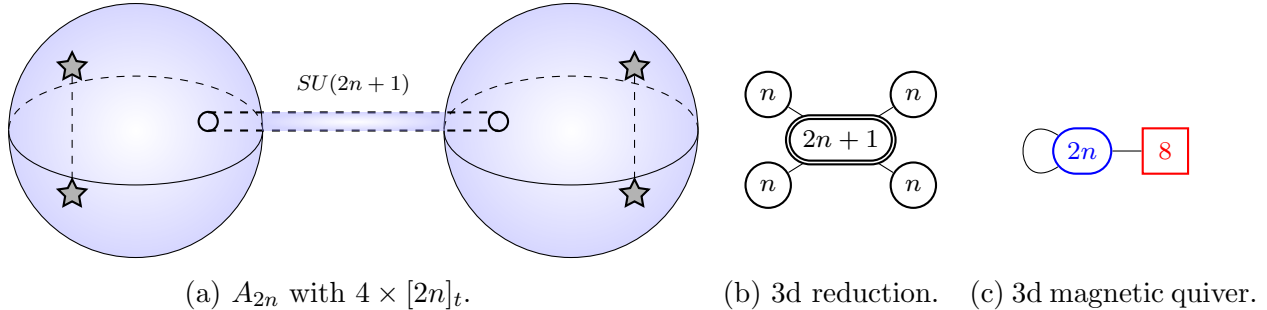 SU(2n + 1)
n
n
2n + 1
n
n
2n
8
(a) A_{2n} with 4 × [2n]_t.
(b) 3d reduction.
(c) 3d magnetic quiver.